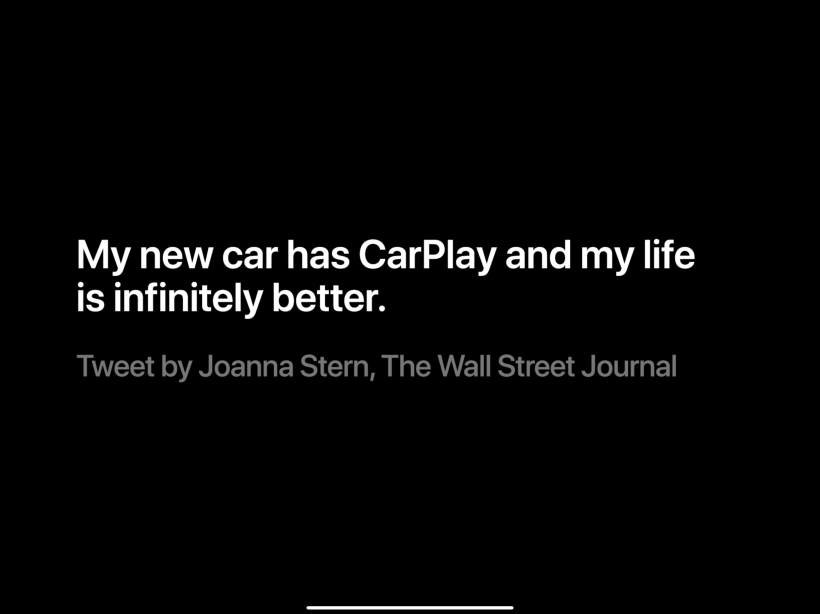 My new car has CarPlay and my life
is infinitely better.
Tweet by Joanna Stern, The Wall Street Journal